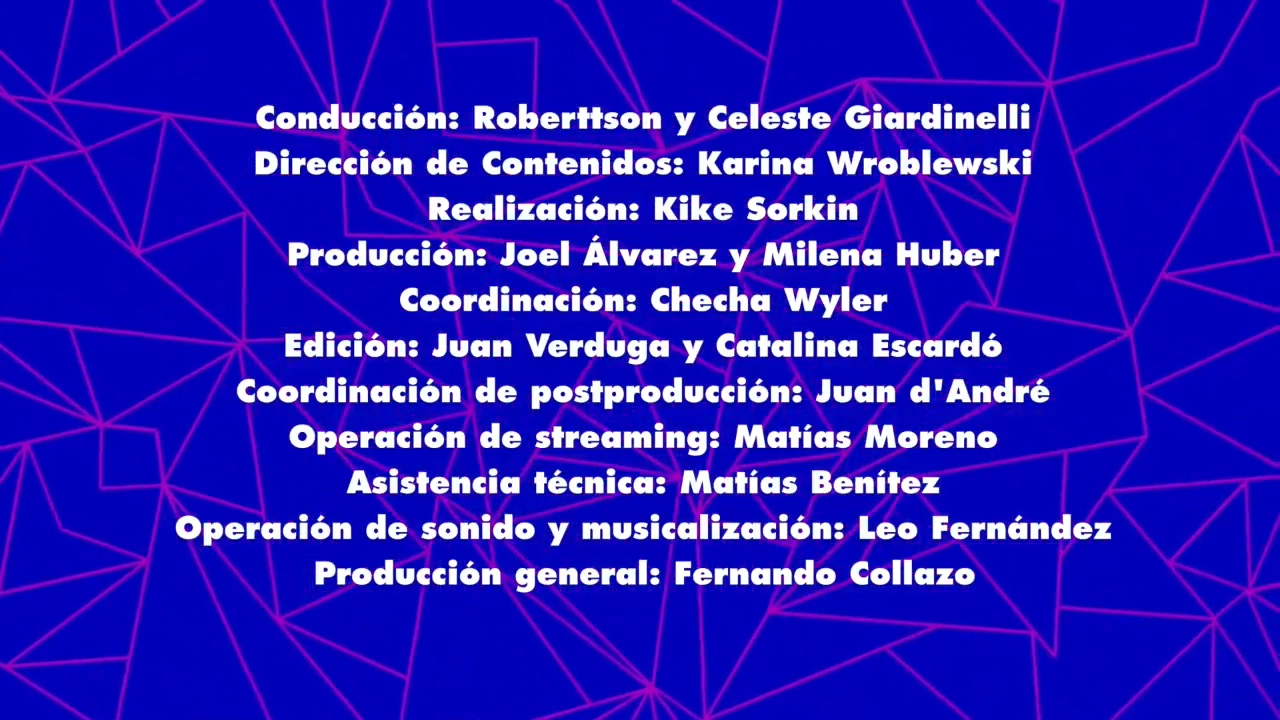 Conducción: Roberttson y Celeste Giardinelli
Dirección de Contenidos: Karina Wroblewski
Realización: Kike Sorkin
Producción: Joel Álvarez y Milena Huber
Coordinación: Checha Wyler
Edición: Juan Verduga y Catalina Escardó
Coordinación de postproducción: Juan d'André
Operación de streaming: Matías Moreno
Asistencia técnica: Matías Benítez
Operación de sonido y musicalización: Leo Fernández
Producción general: Fernando Collazo